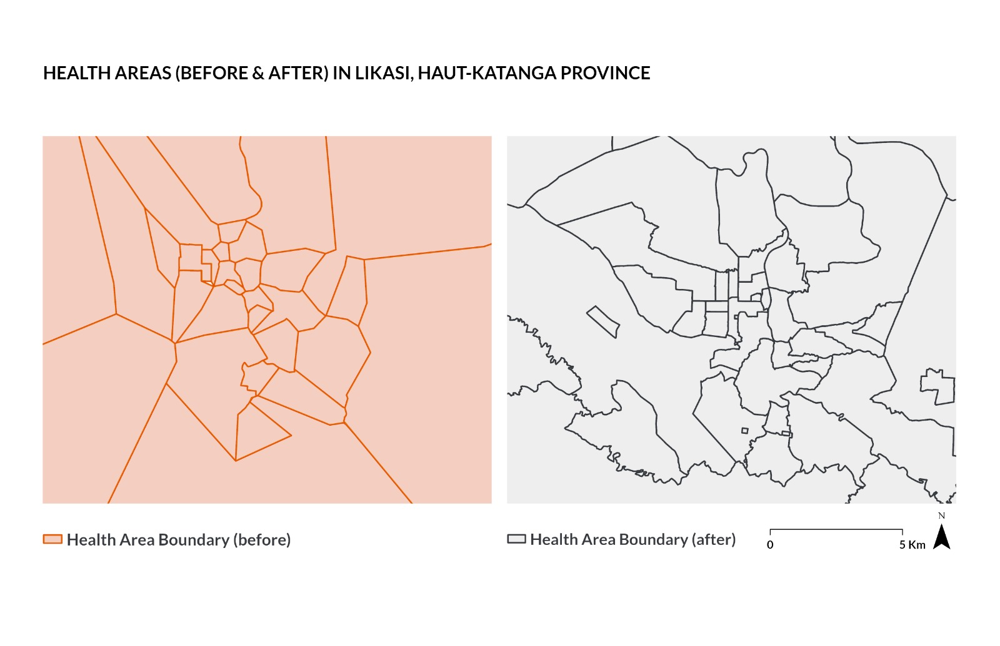 HEALTH AREAS (BEFORE & AFTER) IN LIKASI, HAUT-KATANGA PROVINCE
Health Area Boundary (before)
Health Area Boundary (after)
0
5 Km
N